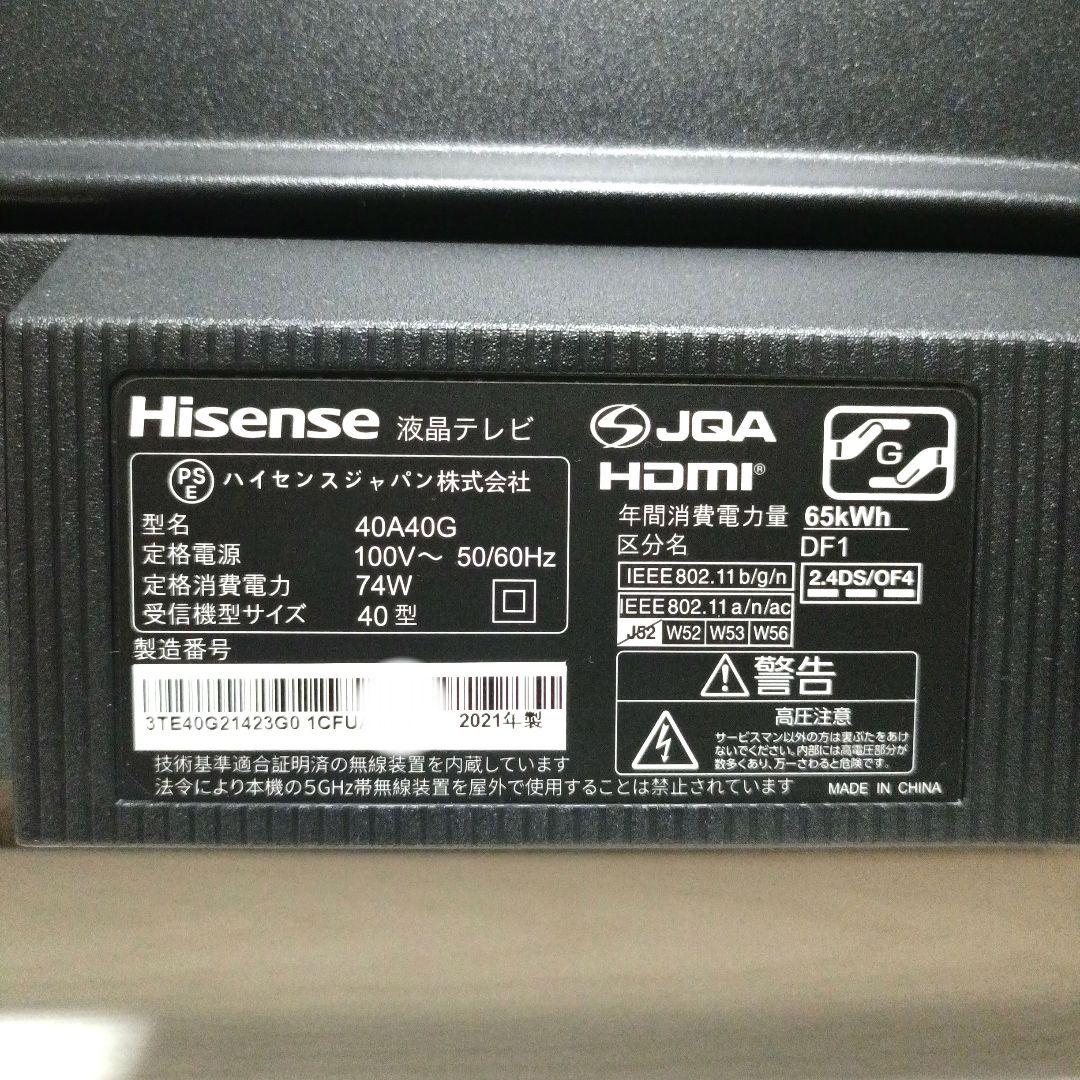 Hisense 液晶テレビ
PS
E
ハイセンスジャパン株式会社
型名 40A40G
定格電源 100V～ 50/60Hz
定格消費電力 74W
受信機型サイズ 40型
製造番号
3TE40G21423G0 1CFU
2021年製
技術基準適合証明済の無線装置を内蔵しています
法令により本機の5GHz帯無線装置を屋外で使用することは禁止されています
JQA
HDMI®
G
年間消費電力量 65kWh
区分名 DF1
IEEE802.11b/g/n
2.4DS/OF4
IEEE802.11a/n/ac
J52 W52 W53 W56
警告
高圧注意
サービスマン以外の方は裏ぶたをあけ
ないでください。内部には高電圧部分が
数多くあり、万一さわると危険です。
MADE IN CHINA